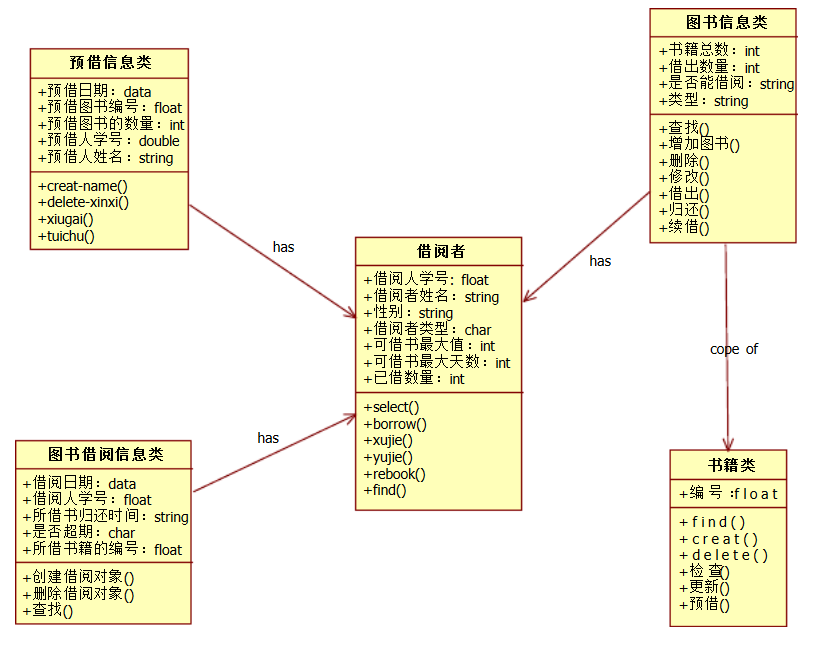 预借信息类
+预借日期：data
+预借图书编号：float
+预借图书的数量：int
+预借人学号：double
+预借人姓名：string
+creat-name()
+delete-xinxi()
+xiugai()
+tuichu()
has
图书信息类
+书籍总数：int
+借出数量：int
+是否能借阅：string
+类型：string
+查找()
+增加图书()
+删除()
+修改()
+借出()
+归还()
+续借()
has
借阅者
+借阅人学号: float
+借阅者姓名：string
+性别：string
+借阅者类型：char
+可借书最大值：int
+可借书最大天数：int
+已借数量：int
+select()
+borrow()
+xujie()
+yujie()
+rebook()
+find()
cope of
has
图书借阅信息类
+借阅日期：data
+借阅人学号：float
+所借书归还时间：string
+是否超期：char
+所借书籍的编号：float
+创建借阅对象()
+删除借阅对象()
+查找()
书籍类
+编号:float
+find()
+creat()
+delete()
+检查()
+更新()
+预借()